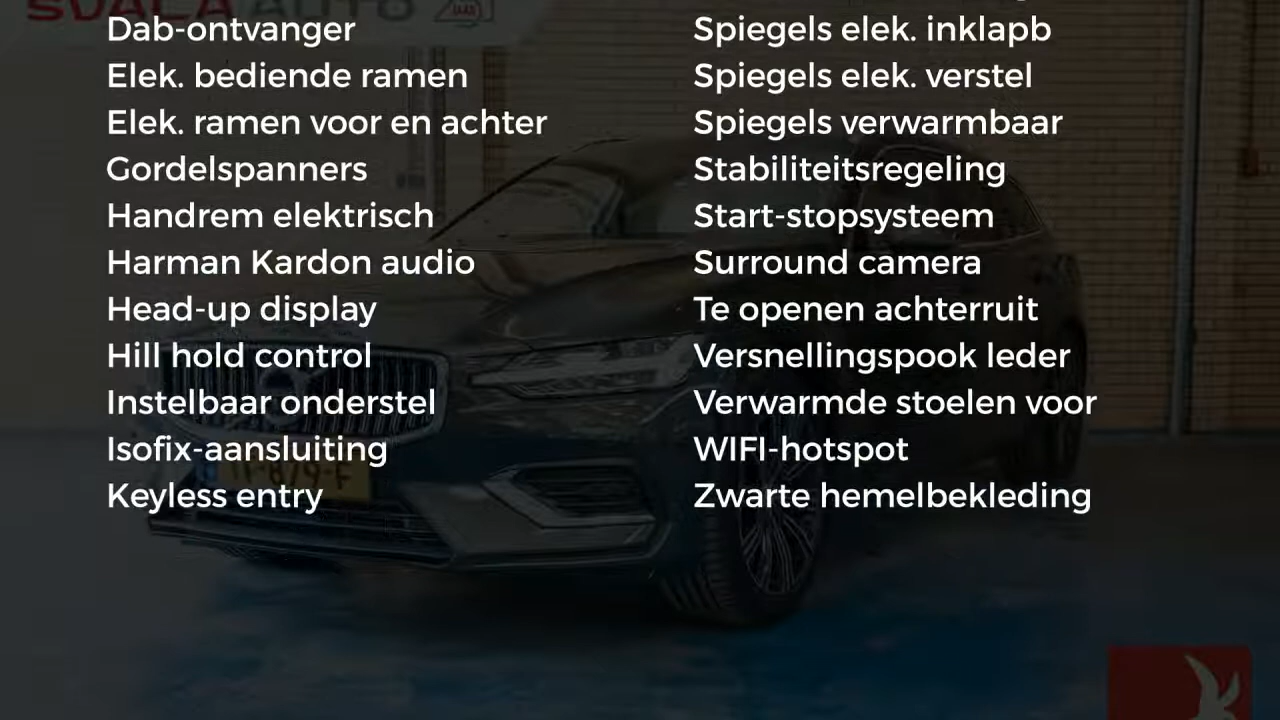 SVALA AUTO
Dab-ontvanger
Elek. bediende ramen
Elek. ramen voor en achter
Gordelspanners
Handrem elektrisch
Harman Kardon audio
Head-up display
Hill hold control
Instelbaar onderstel
Isofix-aansluiting
Keyless entry
Spiegels elek. inklapb
Spiegels elek. verstel
Spiegels verwarmbaar
Stabiliteitsregeling
Start-stopsysteem
Surround camera
Te openen achterruit
Versnellingspook leder
Verwarmde stoelen voor
WIFI-hotspot
Zwarte hemelbekleding